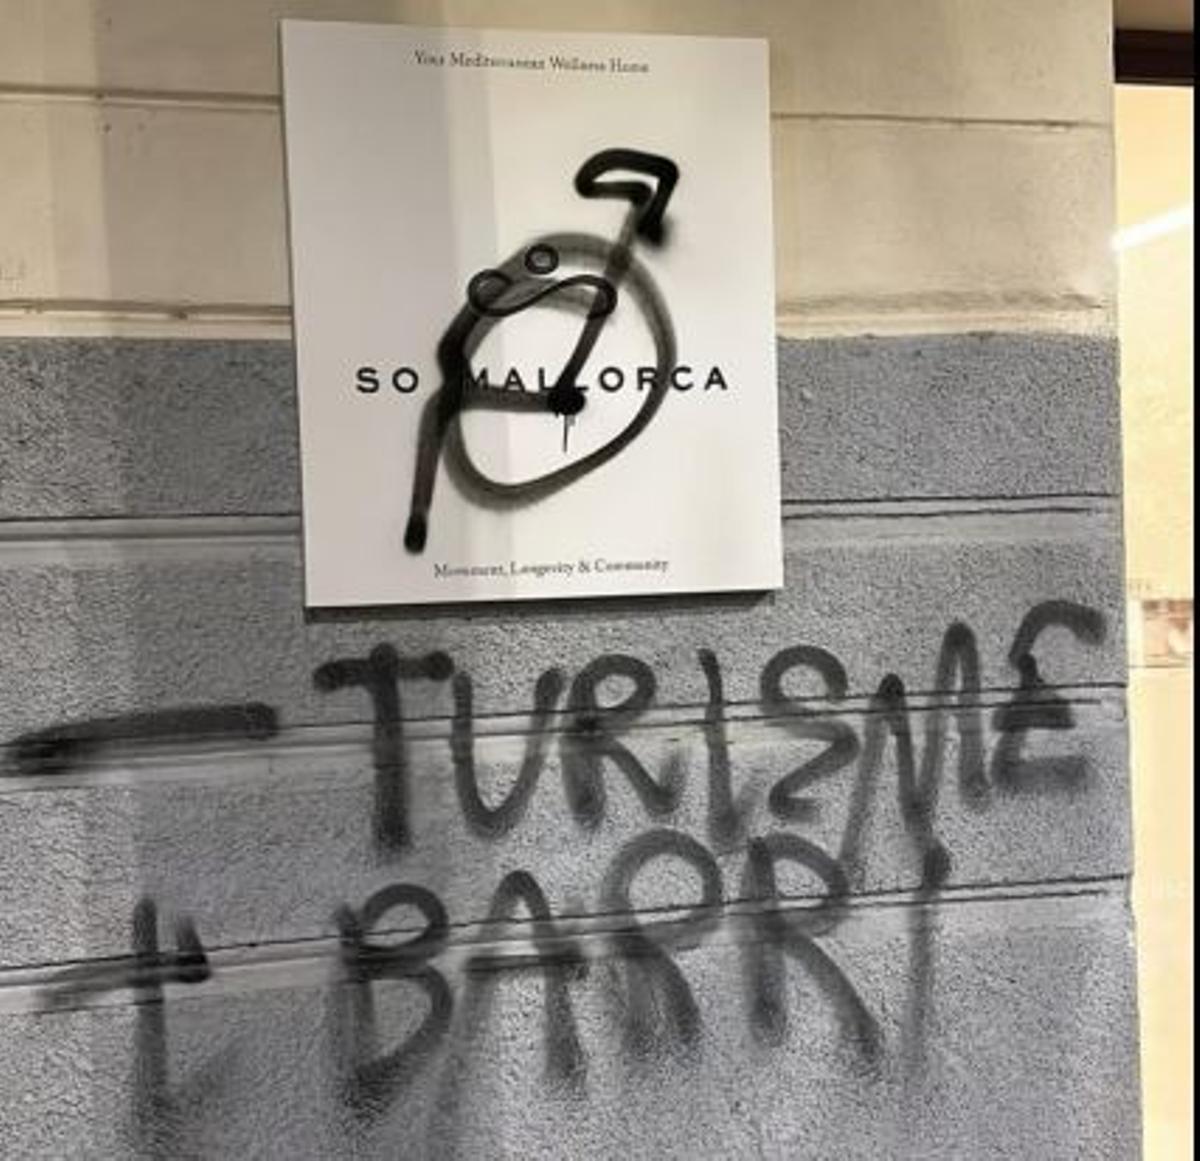 Your Mediterranean Wellness Home
SO MALLORCA
Movement, Longevity & Community
- TURISME
+ BARRI